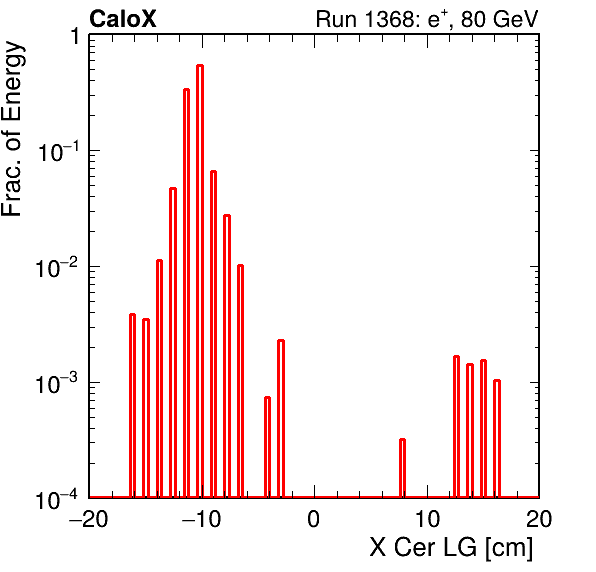 CaloX Run 1368: e⁺, 80 GeV
Frac. of Energy
1
10⁻¹
10⁻²
10⁻³
10⁻⁴
−20 −10 0 10 20
X Cer LG [cm]